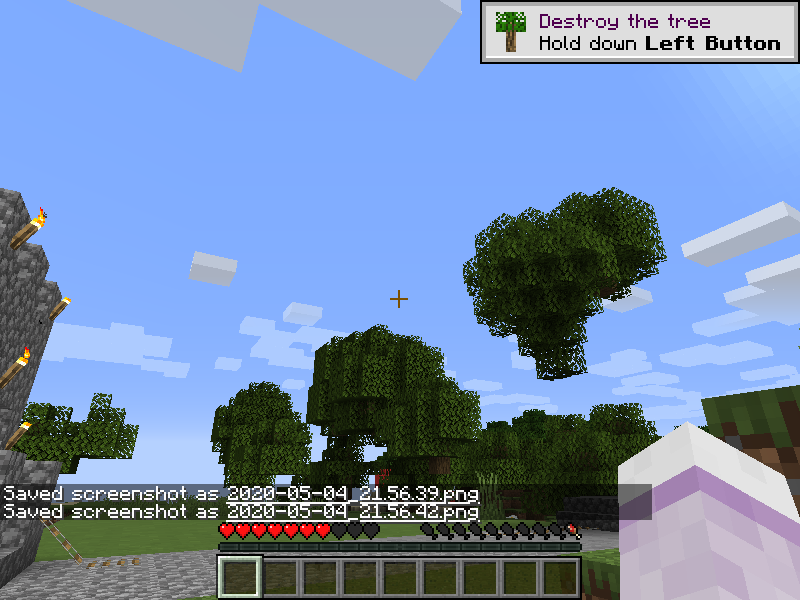 Destroy the tree
Hold down Left Button
Saved screenshot as 2020-05-04_21.56.39.png
Saved screenshot as 2020-05-04_21.56.42.png